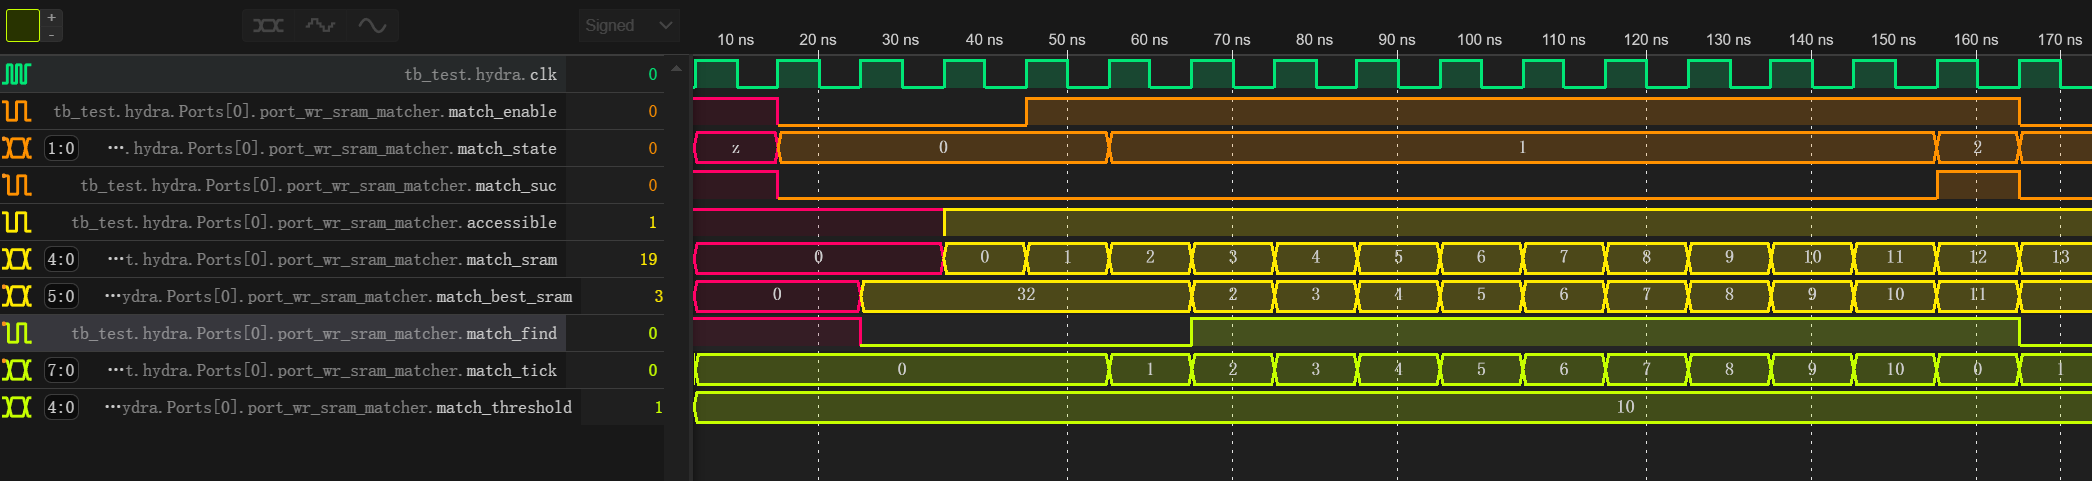 +
-
Signed
10 ns 20 ns 30 ns 40 ns 50 ns 60 ns 70 ns 80 ns 90 ns 100 ns 110 ns 120 ns 130 ns 140 ns 150 ns 160 ns 170 ns
tb_test.hydra.clk 0
tb_test.hydra.Ports[0].port_wr_sram_matcher.match_enable 0
1:0 ···.hydra.Ports[0].port_wr_sram_matcher.match_state 0 z 0 1 2
tb_test.hydra.Ports[0].port_wr_sram_matcher.match_suc 0
tb_test.hydra.Ports[0].port_wr_sram_matcher.accessible 1
4:0 ···t.hydra.Ports[0].port_wr_sram_matcher.match_sram 19 0 0 1 2 3 4 5 6 7 8 9 10 11 12 13
5:0 ···ydra.Ports[0].port_wr_sram_matcher.match_best_sram 3 0 32 2 3 4 5 6 7 8 9 10 11
tb_test.hydra.Ports[0].port_wr_sram_matcher.match_find 0
7:0 ···t.hydra.Ports[0].port_wr_sram_matcher.match_tick 0 0 1 2 3 4 5 6 7 8 9 10 0 1
4:0 ···ydra.Ports[0].port_wr_sram_matcher.match_threshold 1 10